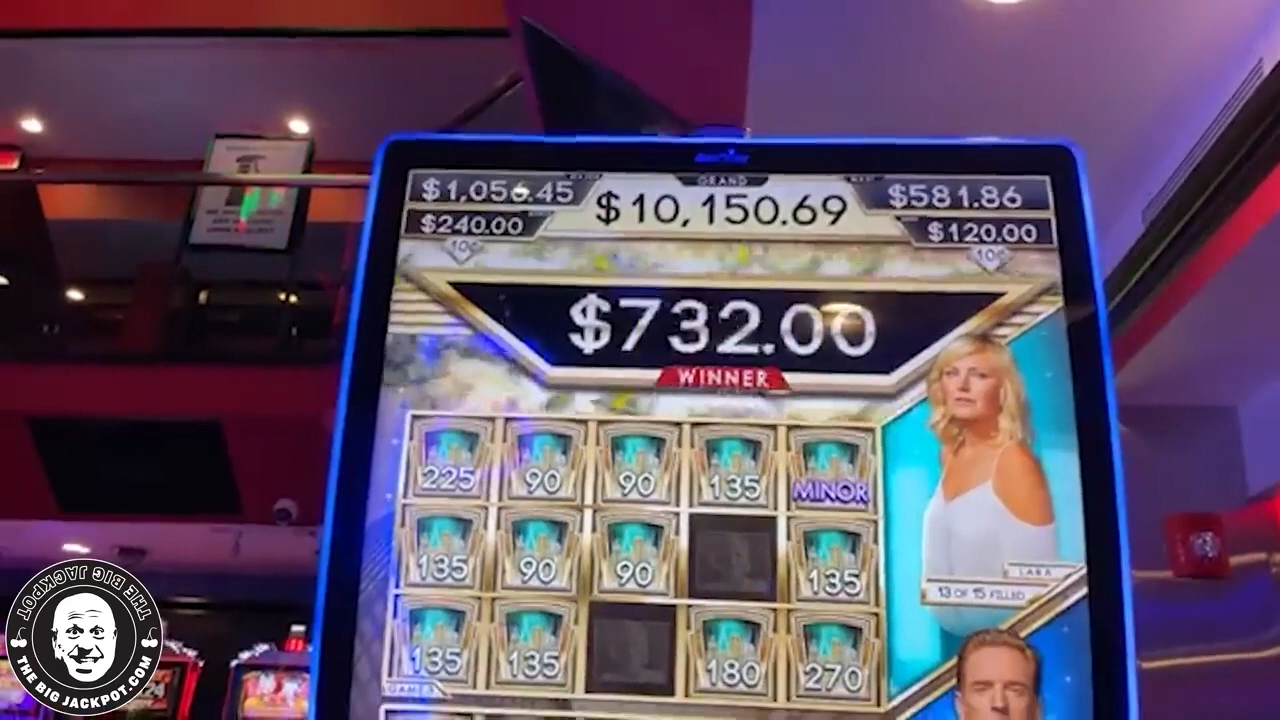 GRAND
$1,056.45
$10,150.69
$581.86
$240.00
$120.00
10¢
10¢
$732.00
WINNER
225 90 90 135 MINOR
135 90 90 135
135 135 180 270
LARA
13 OF 15 FILLED
THE BIG JACKPOT
THE BIG JACKPOT.COM